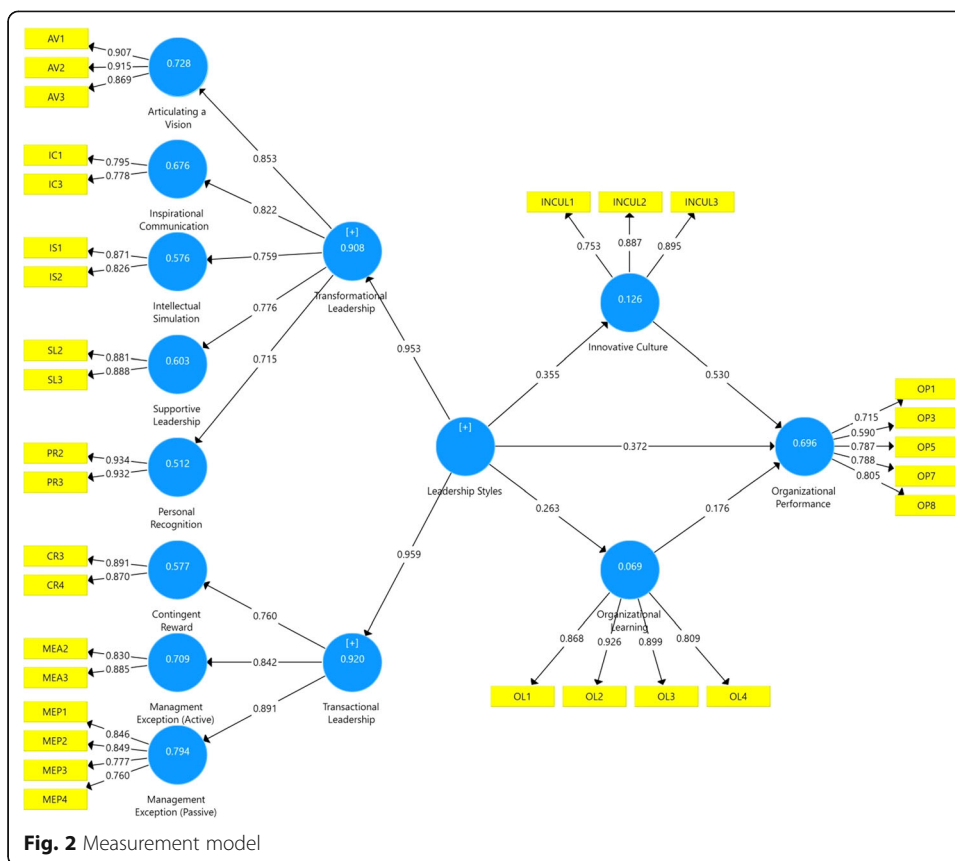 AV1
0.907
AV2
0.915
AV3
0.869
0.728
Articulating a
Vision
0.853
IC1
0.795
IC3
0.778
0.676
Inspirational
Communication
0.822
IS1
0.871
IS2
0.826
0.576
Intellectual
Simulation
0.759
SL2
0.881
SL3
0.888
0.603
Supportive
Leadership
0.776
PR2
0.934
PR3
0.932
0.512
Personal
Recognition
0.715
[+]
0.908
Transformational
Leadership
0.953
CR3
0.891
CR4
0.870
0.577
Contingent
Reward
0.760
MEA2
0.830
MEA3
0.885
0.709
Managment
Exception (Active)
0.842
MEP1
0.846
MEP2
0.849
MEP3
0.777
MEP4
0.760
0.794
Management
Exception (Passive)
0.891
[+]
0.920
Transactional
Leadership
0.959
[+]
Leadership Styles
INCUL1
INCUL2
INCUL3
0.753
0.887
0.895
0.126
Innovative Culture
0.355
0.530
0.372
0.263
0.176
0.696
Organizational
Performance
OP1
0.715
OP3
0.590
OP5
0.787
OP7
0.788
OP8
0.805
0.069
Organizational
Learning
0.868
0.926
0.899
0.809
OL1
OL2
OL3
OL4
Fig. 2 Measurement model